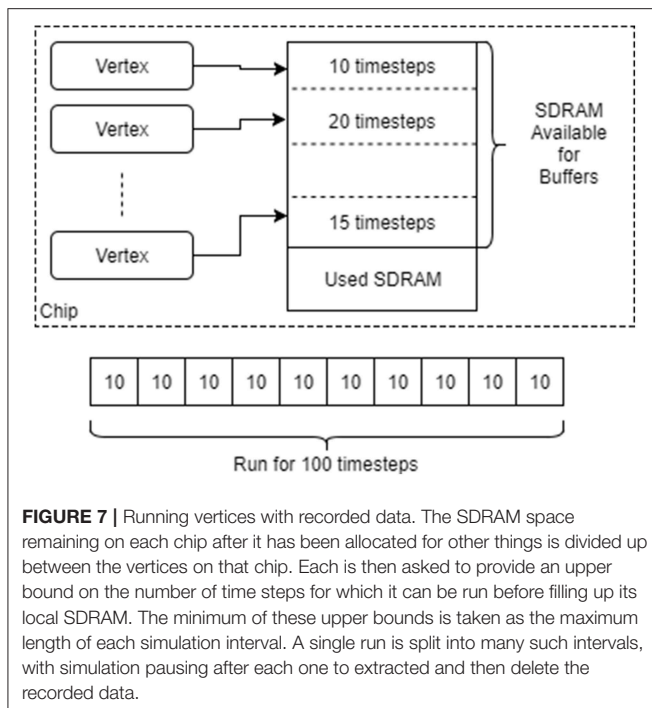 Vertex
10 timesteps
Vertex
20 timesteps
SDRAM
Available
for
Buffers
Vertex
15 timesteps
Used SDRAM
Chip
10 10 10 10 10 10 10 10 10 10
Run for 100 timesteps
FIGURE 7 | Running vertices with recorded data. The SDRAM space
remaining on each chip after it has been allocated for other things is divided up
between the vertices on that chip. Each is then asked to provide an upper
bound on the number of time steps for which it can be run before filling up its
local SDRAM. The minimum of these upper bounds is taken as the maximum
length of each simulation interval. A single run is split into many such intervals,
with simulation pausing after each one to extracted and then delete the
recorded data.